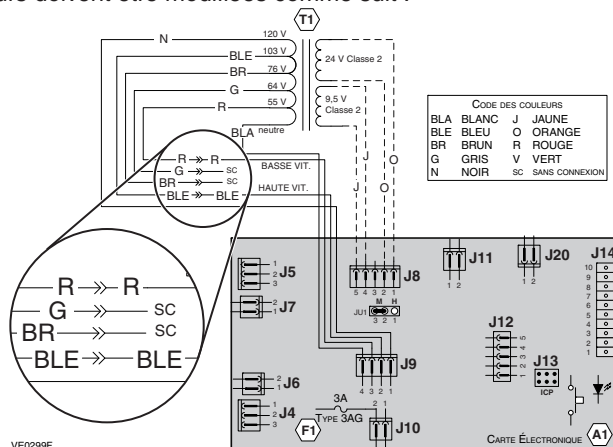 urs doivent être modifiées comme suit :
T1
N
120 V
BLE
103 V
BR
76 V
G
64 V
R
55 V
BLA
neutre
24 V Classe 2
9,5 V
Classe 2
CODE DES COULEURS
BLA BLANC J JAUNE
BLE BLEU O ORANGE
BR BRUN R ROUGE
G GRIS V VERT
N NOIR SC SANS CONNEXION
R R
G SC
BR SC
BLE BLE
BASSE VIT.
HAUTE VIT.
J O
J O
R R
G SC
BR SC
BLE BLE
J5
1
2
3
J7
2
1
J6
2
1
J4
1
2
3
J8
5 4 3 2 1
M H
JU1
3 2 1
J9
4 3 2 1
3A
TYPE 3AG
F1
2 1
J10
J11
1 2
J20
1 2
J14
10
9
8
7
6
5
4
3
2
1
J12
5
4
3
2
1
J13
ICP
CARTE ÉLECTRONIQUE
A1
VE0299F